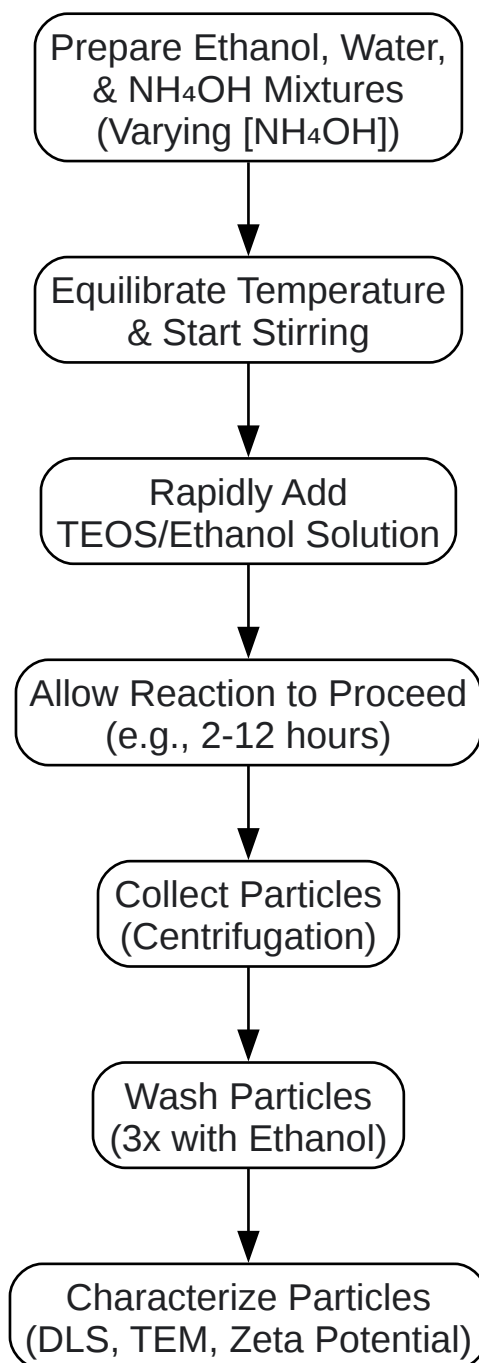 Prepare Ethanol, Water,
& NH₄OH Mixtures
(Varying [NH₄OH])
Equilibrate Temperature
& Start Stirring
Rapidly Add
TEOS/Ethanol Solution
Allow Reaction to Proceed
(e.g., 2-12 hours)
Collect Particles
(Centrifugation)
Wash Particles
(3x with Ethanol)
Characterize Particles
(DLS, TEM, Zeta Potential)